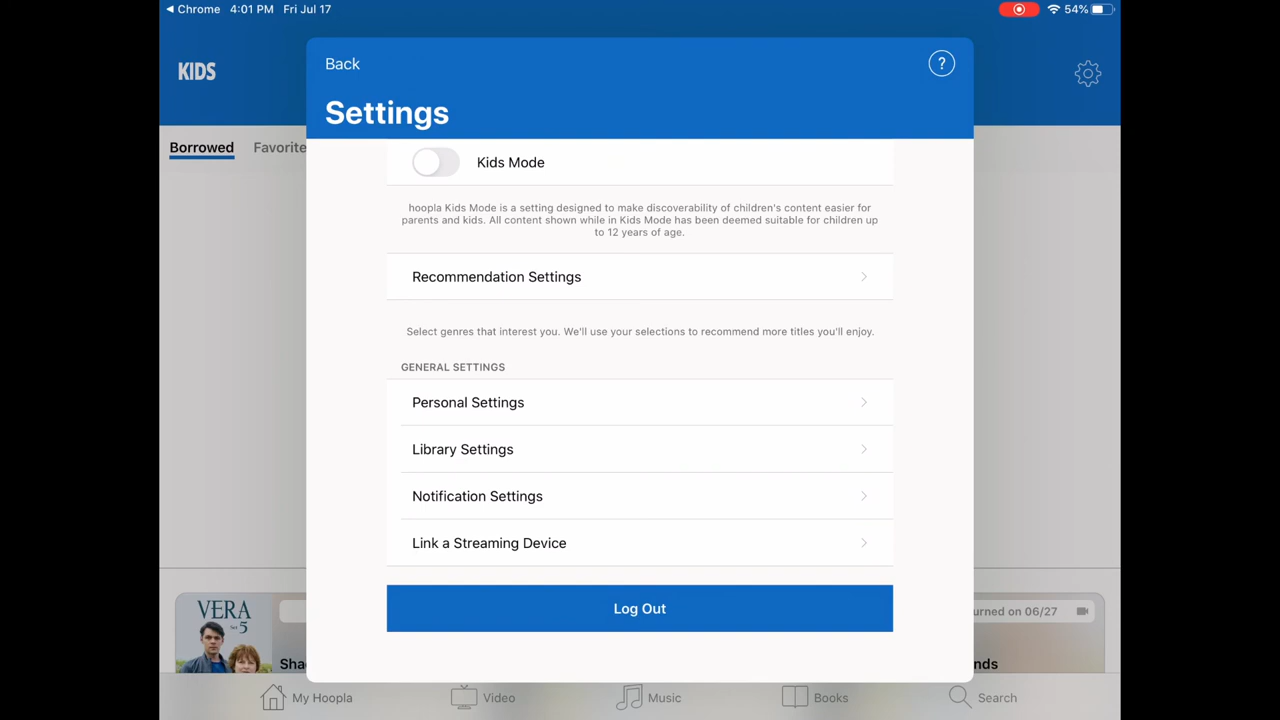 Chrome 4:01 PM Fri Jul 17 54%
KIDS
Back
?
Settings
Borrowed Favorite
Kids Mode
hoopla Kids Mode is a setting designed to make discoverability of children's content easier for
parents and kids. All content shown while in Kids Mode has been deemed suitable for children up
to 12 years of age.
Recommendation Settings
Select genres that interest you. We'll use your selections to recommend more titles you'll enjoy.
GENERAL SETTINGS
Personal Settings
Library Settings
Notification Settings
Link a Streaming Device
Log Out
VERA
Set 5
urned on 06/27
Sha
nds
My Hoopla Video Music Books Search